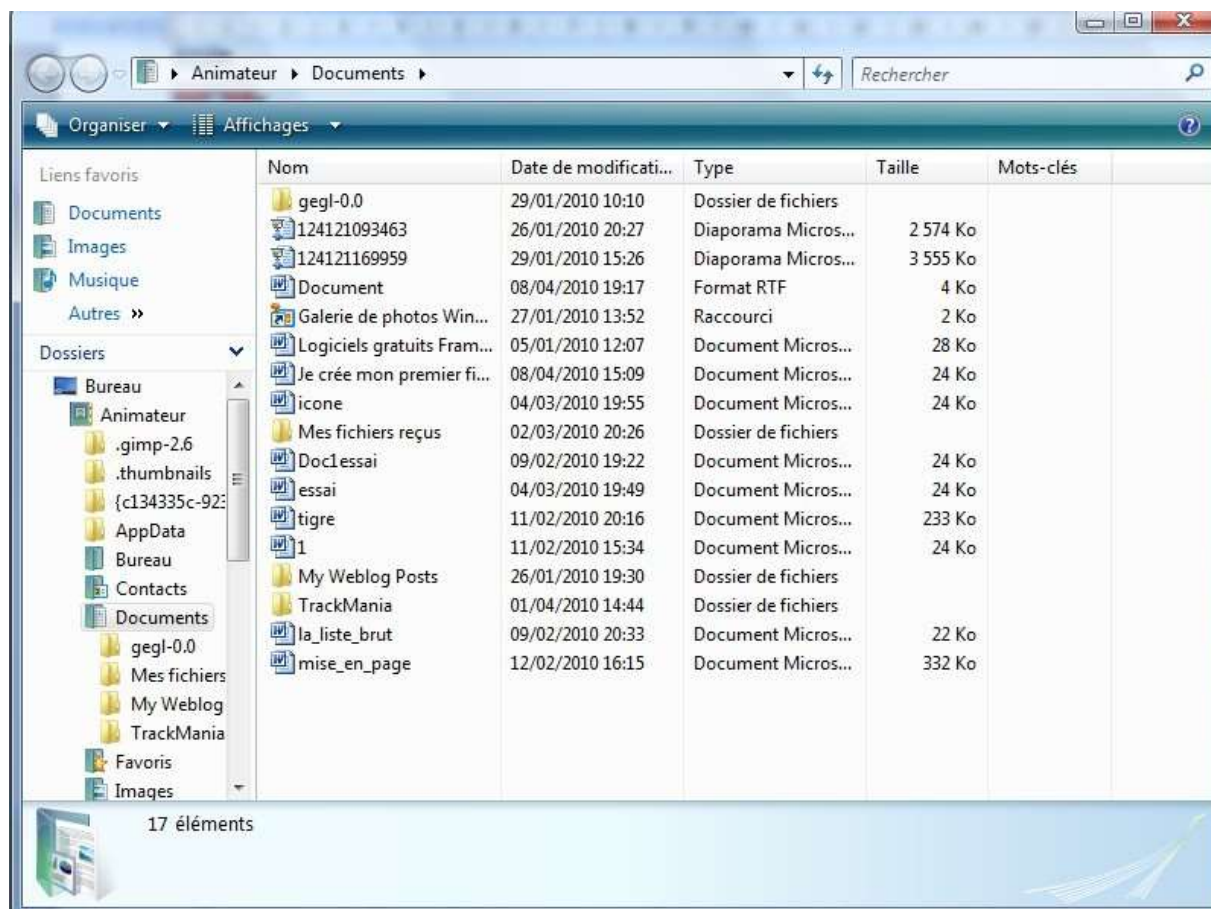 Animateur Documents
Rechercher
Organiser Affichages
Liens favoris
Documents
Images
Musique
Autres »
Dossiers
Bureau
Animateur
.gimp-2.6
.thumbnails
{c134335c-923
AppData
Bureau
Contacts
Documents
gegl-0.0
Mes fichiers
My Weblog
TrackMania
Favoris
Images
Nom Date de modificati... Type Taille Mots-clés
gegl-0.0 29/01/2010 10:10 Dossier de fichiers
124121093463 26/01/2010 20:27 Diaporama Micros... 2 574 Ko
124121169959 29/01/2010 15:26 Diaporama Micros... 3 555 Ko
Document 08/04/2010 19:17 Format RTF 4 Ko
Galerie de photos Win... 27/01/2010 13:52 Raccourci 2 Ko
Logiciels gratuits Fram... 05/01/2010 12:07 Document Micros... 28 Ko
Je crée mon premier fi... 08/04/2010 15:09 Document Micros... 24 Ko
icone 04/03/2010 19:55 Document Micros... 24 Ko
Mes fichiers reçus 02/03/2010 20:26 Dossier de fichiers
Doc1essai 09/02/2010 19:22 Document Micros... 24 Ko
essai 04/03/2010 19:49 Document Micros... 24 Ko
tigre 11/02/2010 20:16 Document Micros... 233 Ko
1 11/02/2010 15:34 Document Micros... 24 Ko
My Weblog Posts 26/01/2010 19:30 Dossier de fichiers
TrackMania 01/04/2010 14:44 Dossier de fichiers
la_liste_brut 09/02/2010 20:33 Document Micros... 22 Ko
mise_en_page 12/02/2010 16:15 Document Micros... 332 Ko
17 éléments